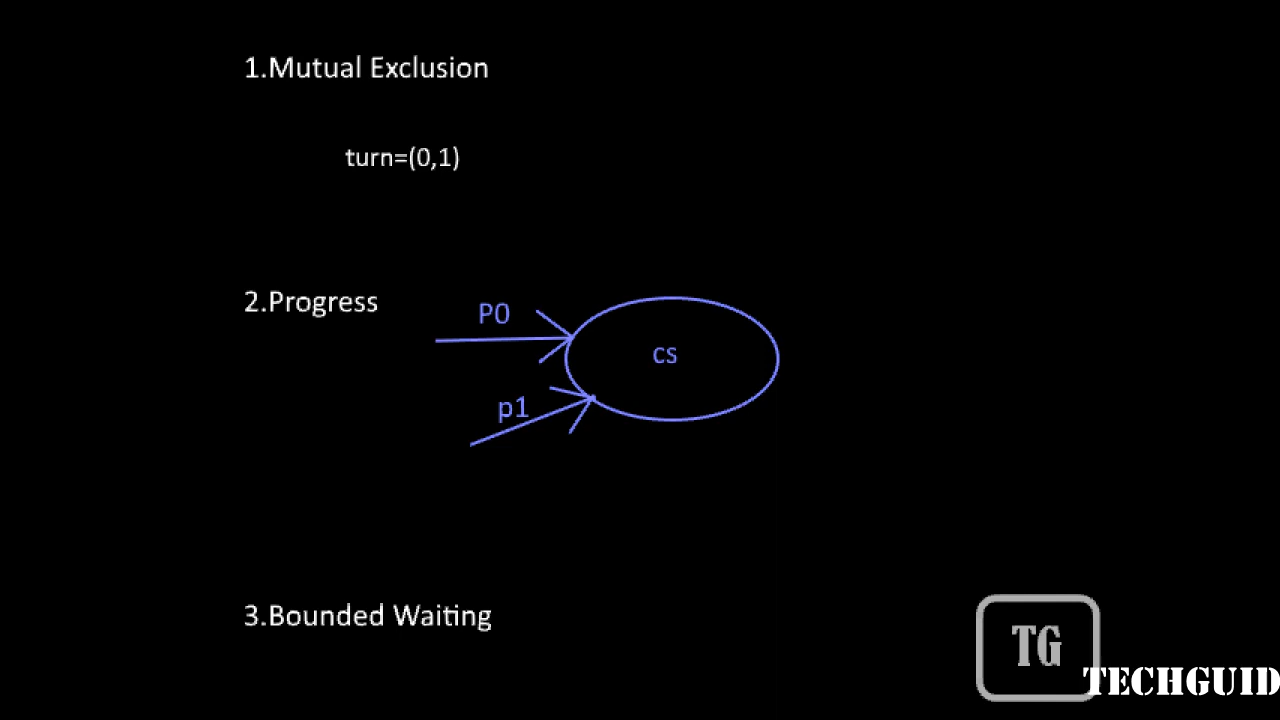 1.Mutual Exclusion
turn=(0,1)
2.Progress
P0
cs
p1
3.Bounded Waiting
TG
TECHGUID